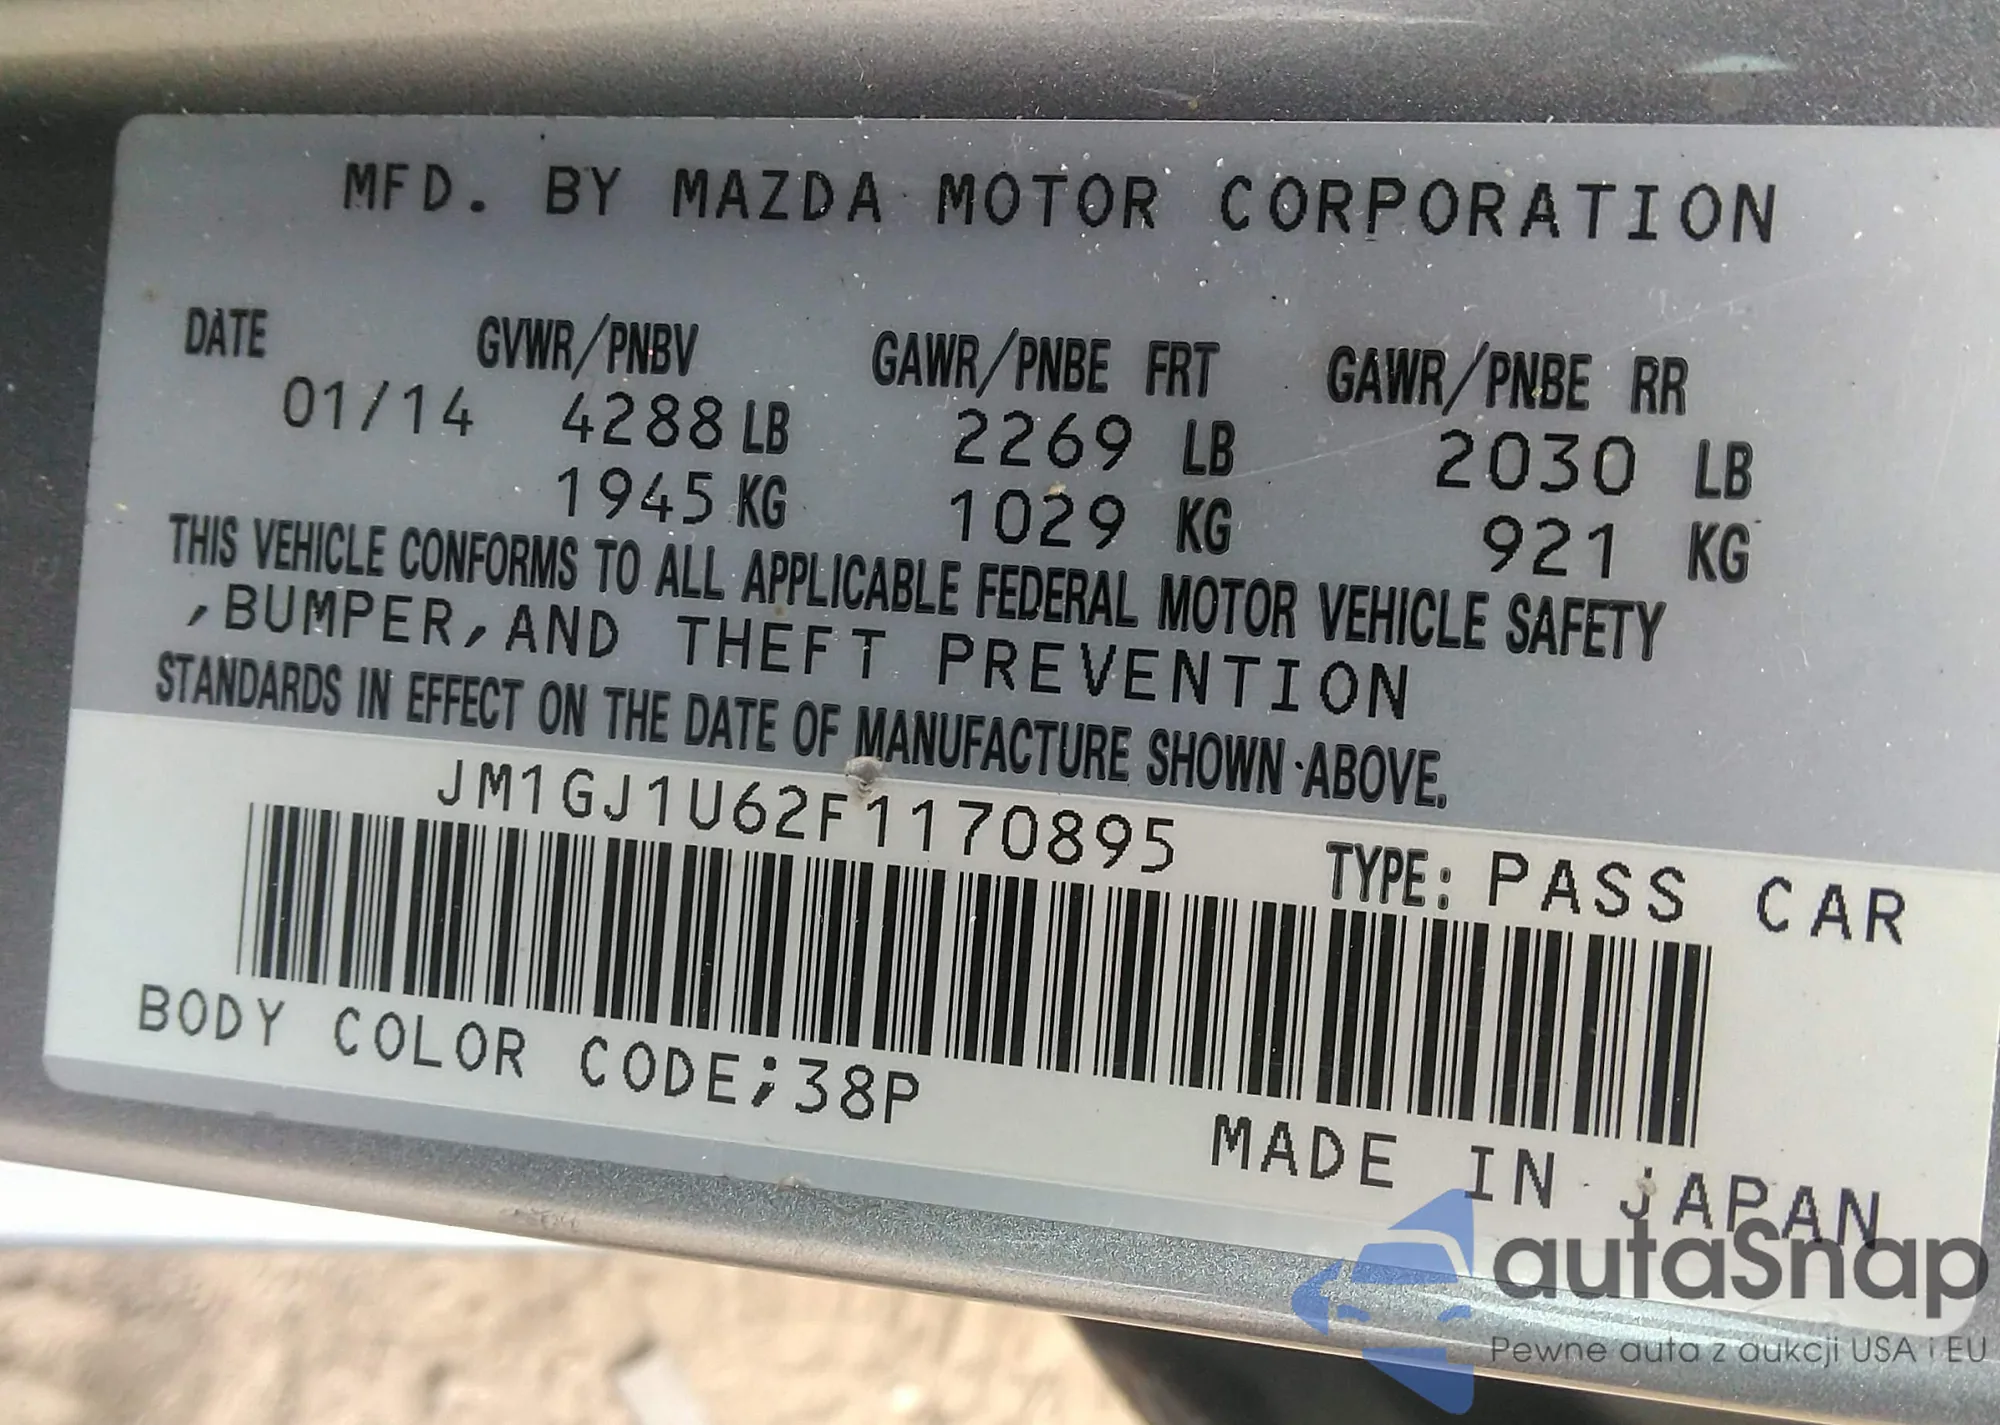 MFD. BY MAZDA MOTOR CORPORATION
DATE GVWR/PNBV GAWR/PNBE FRT GAWR/PNBE RR
01/14 4288 LB 2269 LB 2030 LB
1945 KG 1029 KG 921 KG
THIS VEHICLE CONFORMS TO ALL APPLICABLE FEDERAL MOTOR VEHICLE SAFETY
,BUMPER,AND THEFT PREVENTION
STANDARDS IN EFFECT ON THE DATE OF MANUFACTURE SHOWN ABOVE.
JM1GJ1U62F1170895
TYPE: PASS CAR
BODY COLOR CODE;38P
MADE IN JAPAN
autaSnap
Pewne auta z aukcji USA i EU